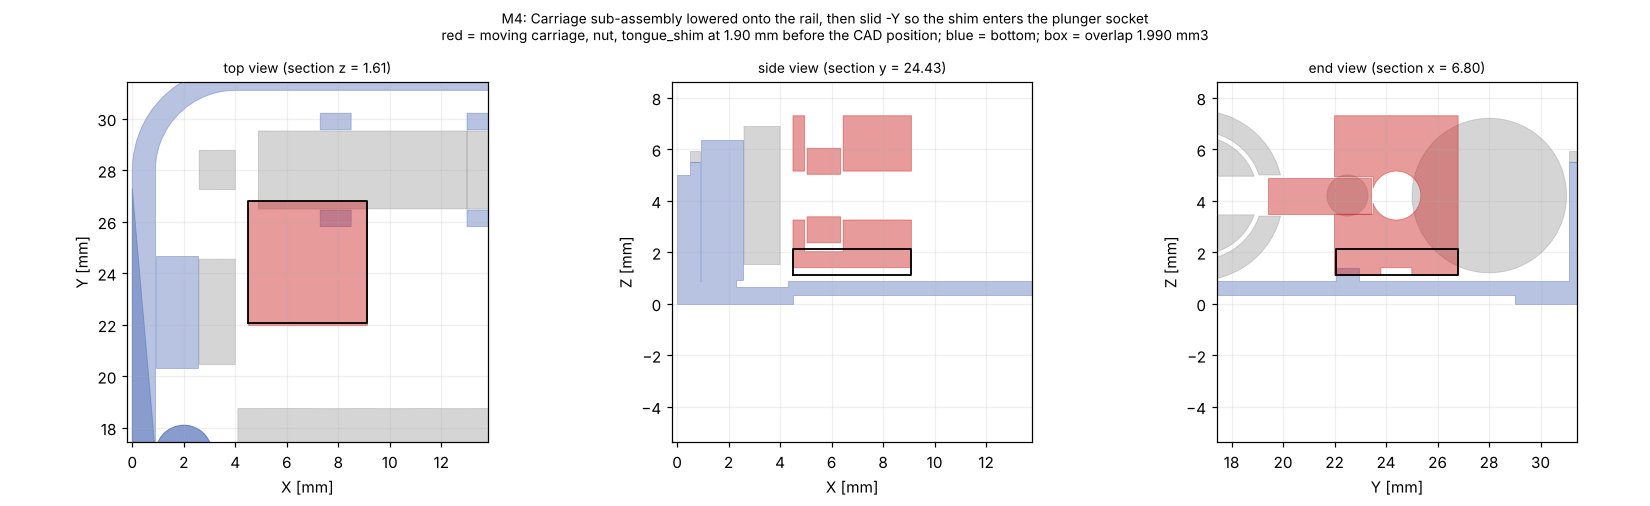 M4: Carriage sub-assembly lowered onto the rail, then slid -Y so the shim enters the plunger socket
red = moving carriage, nut, tongue_shim at 1.90 mm before the CAD position; blue = bottom; box = overlap 1.990 mm3
top view (section z = 1.61)
30
28
26
24
22
20
18
0 2 4 6 8 10 12
Y [mm]
X [mm]
side view (section y = 24.43)
8
6
4
2
0
−2
−4
0 2 4 6 8 10 12
Z [mm]
X [mm]
end view (section x = 6.80)
8
6
4
2
0
−2
−4
18 20 22 24 26 28 30
Z [mm]
Y [mm]